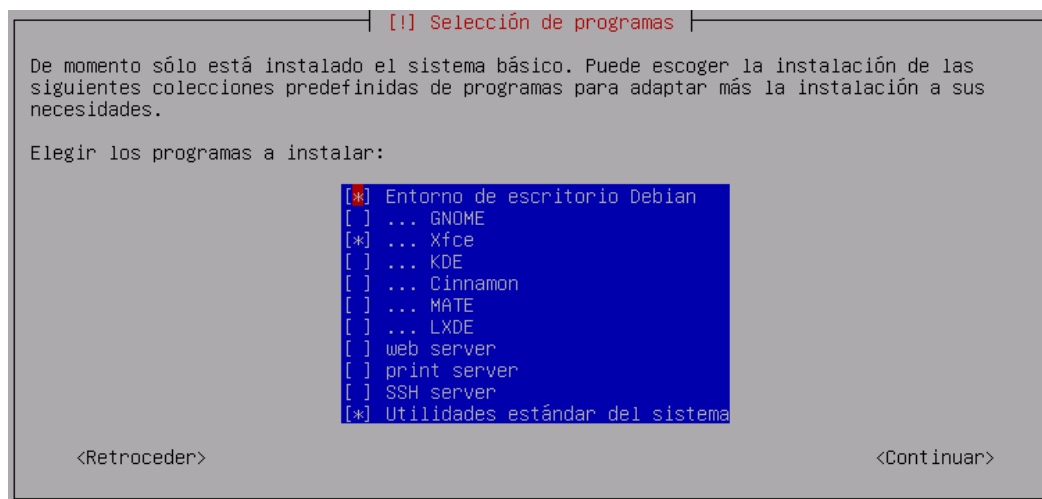 [!] Selección de programas
De momento sólo está instalado el sistema básico. Puede escoger la instalación de las
siguientes colecciones predefinidas de programas para adaptar más la instalación a sus
necesidades.
Elegir los programas a instalar:
[*] Entorno de escritorio Debian
[ ] ... GNOME
[*] ... Xfce
[ ] ... KDE
[ ] ... Cinnamon
[ ] ... MATE
[ ] ... LXDE
[ ] web server
[ ] print server
[ ] SSH server
[*] Utilidades estándar del sistema
<Retroceder> <Continuar>